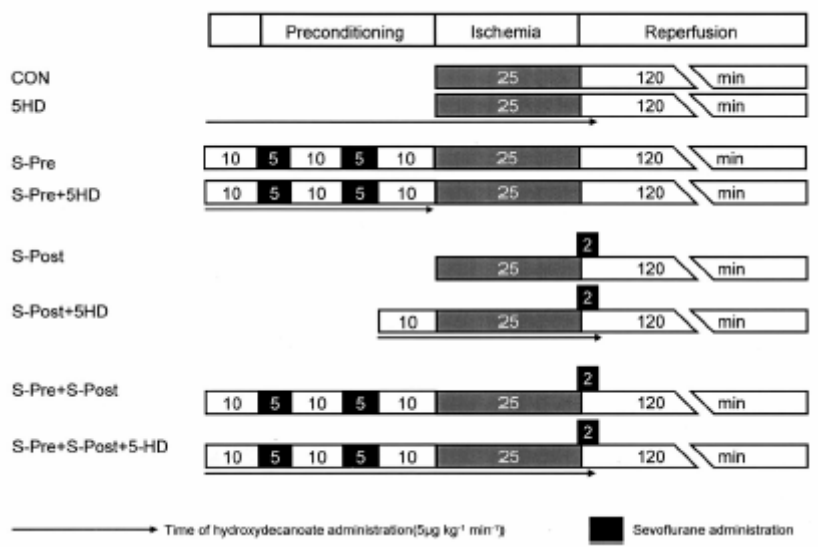 Preconditioning Ischemia Reperfusion
CON 25 120 min
5HD 25 120 min
S-Pre 10 5 10 5 10 25 120 min
S-Pre+5HD 10 5 10 5 10 25 120 min
2
S-Post 25 120 min
2
S-Post+5HD 10 25 120 min
2
S-Pre+S-Post 10 5 10 5 10 25 120 min
2
S-Pre+S-Post+5-HD 10 5 10 5 10 25 120 min
Time of hydroxydecanoate administration(5µg kg⁻¹ min⁻¹) Sevoflurane administration